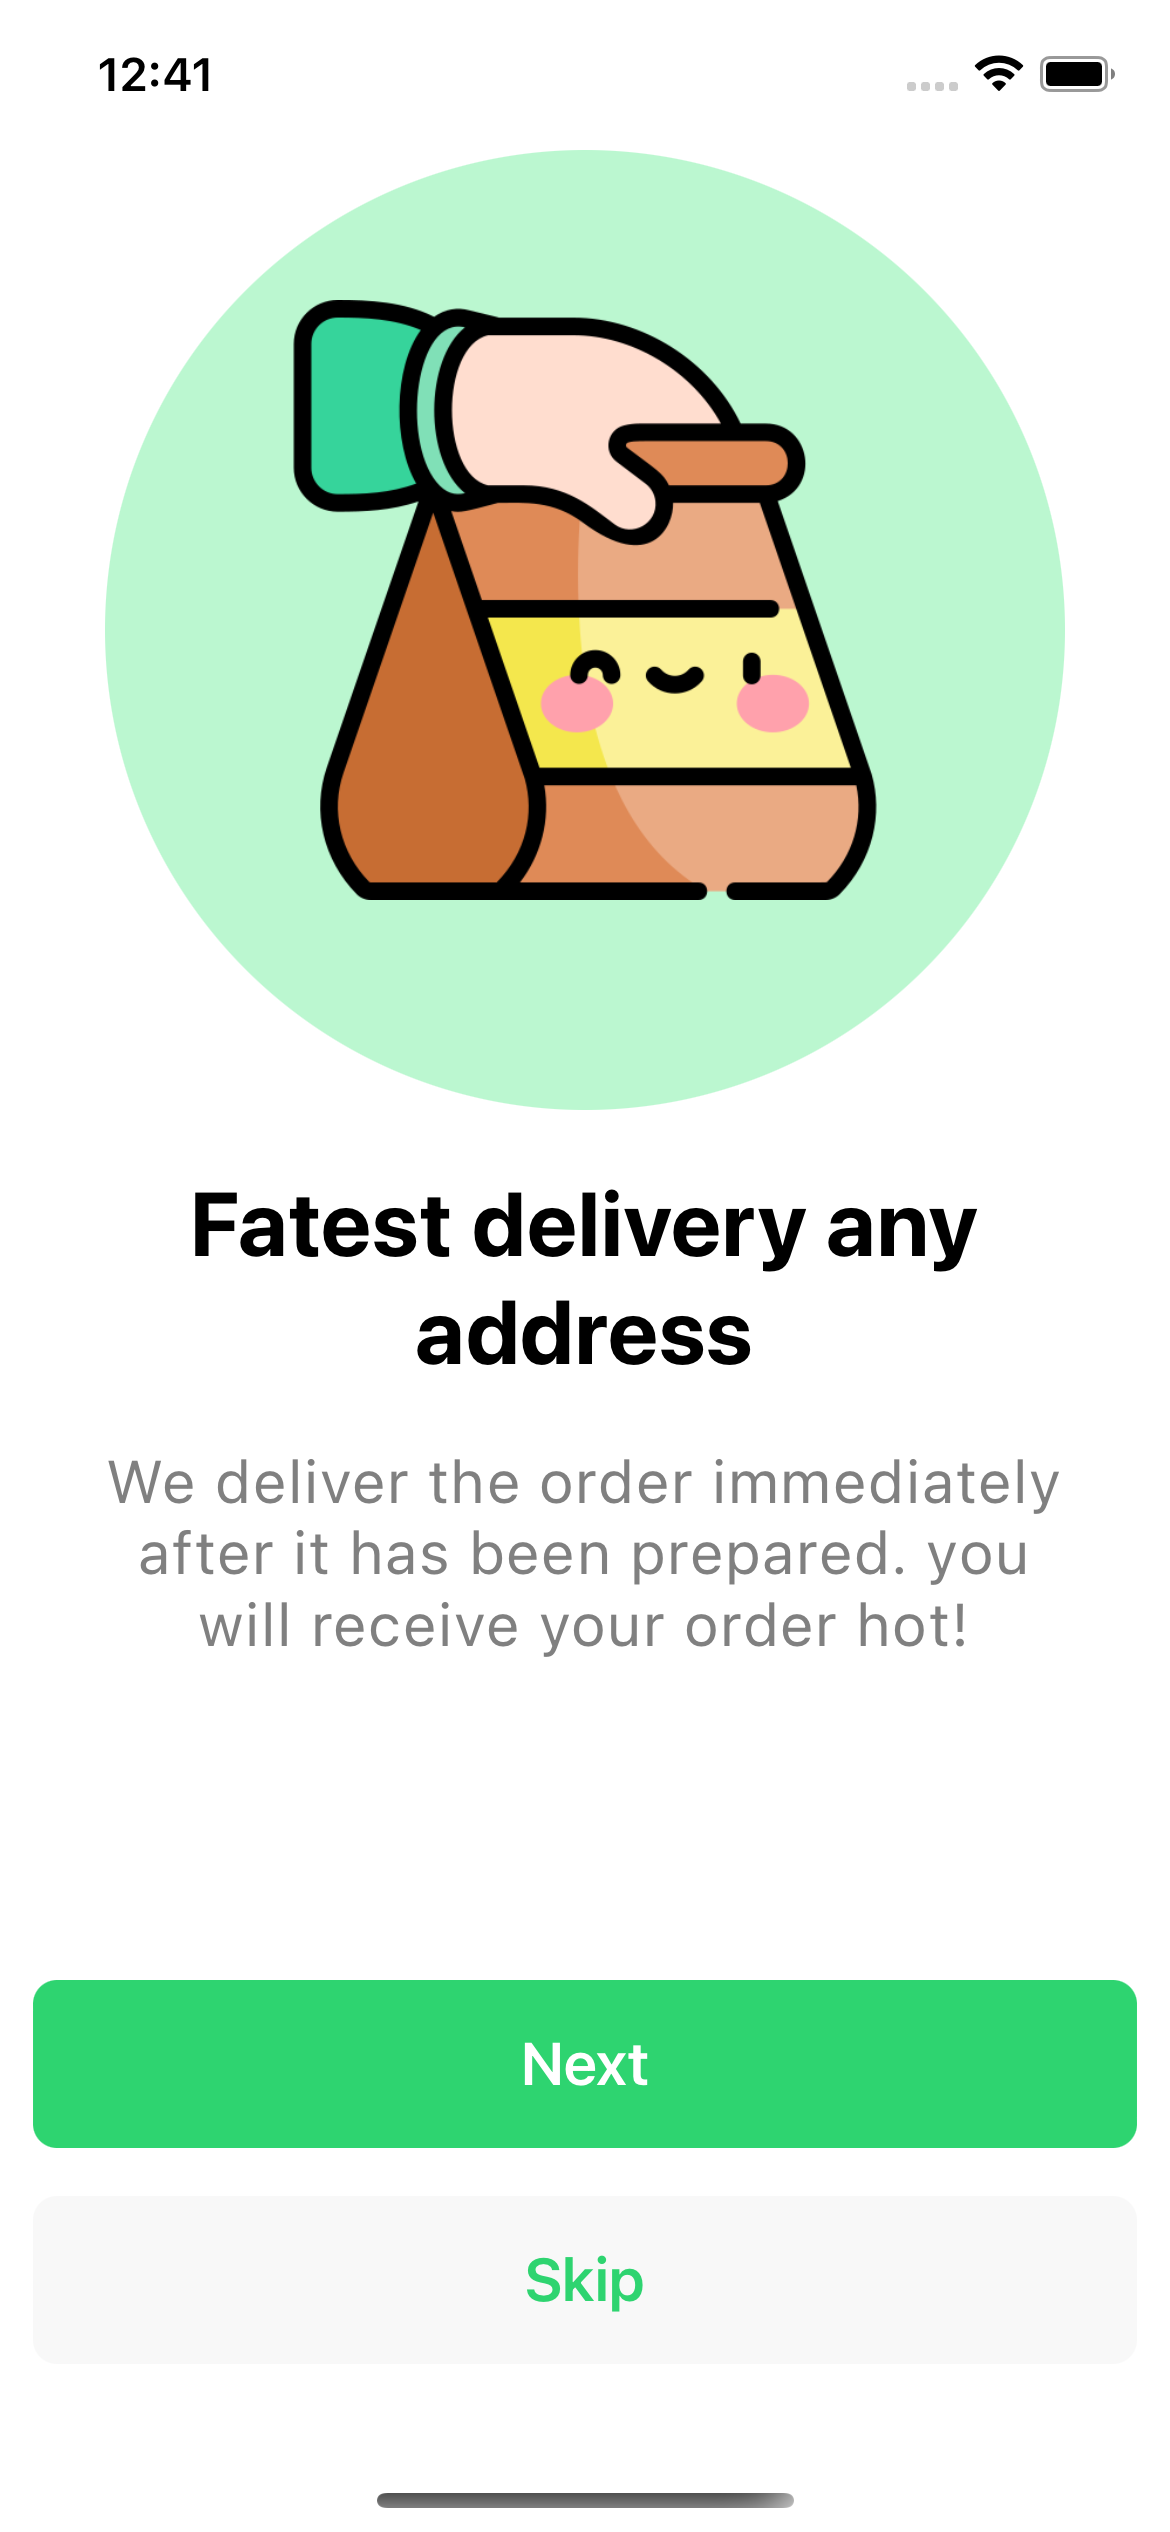 12:41
Fatest delivery any
address
We deliver the order immediately
after it has been prepared. you
will receive your order hot!
Next
Skip